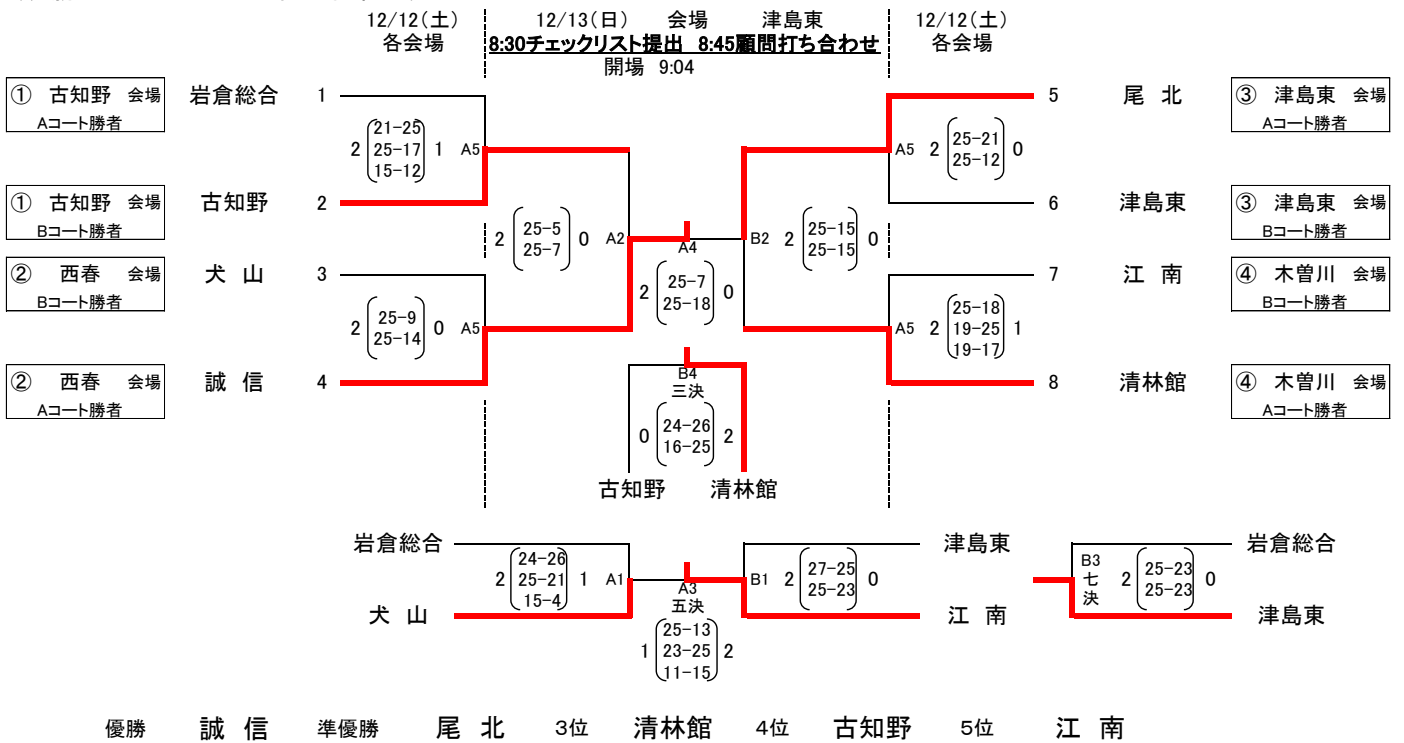 12/12(土) 12/13(日) 会場 津島東 12/12(土)
各会場 8:30チェックリスト提出 8:45顧問打ち合わせ 各会場
開場 9:04
① 古知野 会場 岩倉総合 1 5 尾 北 ③ 津島東 会場
Aコート勝者 Aコート勝者
21-25 25-21
2 25-17 1 A5 A5 2 25-12 0
15-12
① 古知野 会場 古知野 2 6 津島東 ③ 津島東 会場
Bコート勝者 Bコート勝者
2 25-5 0 A2 A4 B2 2 25-15 0
25-7 25-15
② 西春 会場 犬 山 3 7 江 南 ④ 木曽川 会場
Bコート勝者 Bコート勝者
2 25-7 0
25-18
2 25-9 0 A5 A5 2 25-18 1
25-14 19-25
19-17
② 西春 会場 誠 信 4 8 清林館 ④ 木曽川 会場
Aコート勝者 Aコート勝者
B4
三決
0 24-26 2
16-25
古知野 清林館
岩倉総合 津島東 岩倉総合
2 24-26 1 A1 A3 B1 2 27-25 0 B3 2 25-23 0
25-21 五決 25-23 七 25-23
15-4 決
犬 山 江 南 津島東
25-13
1 23-25 2
11-15
優勝 誠 信 準優勝 尾 北 3位 清林館 4位 古知野 5位 江 南